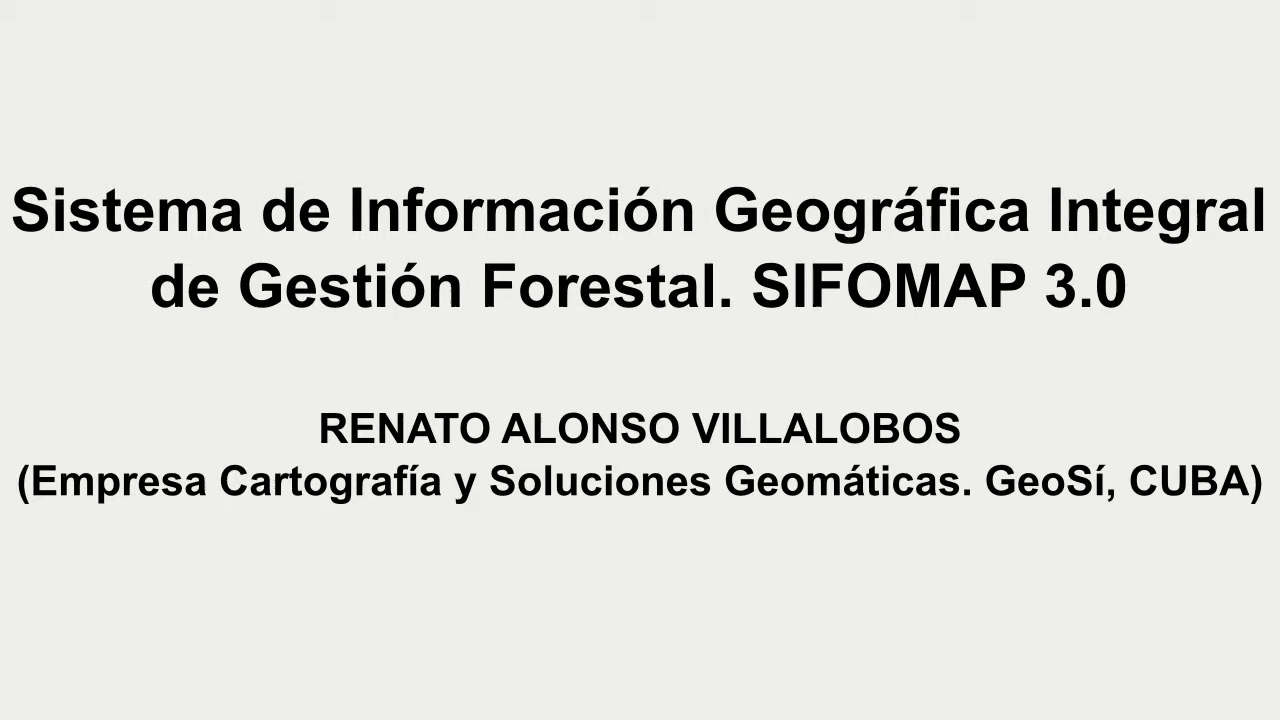 Sistema de Información Geográfica Integral
de Gestión Forestal. SIFOMAP 3.0
RENATO ALONSO VILLALOBOS
(Empresa Cartografía y Soluciones Geomáticas. GeoSí, CUBA)